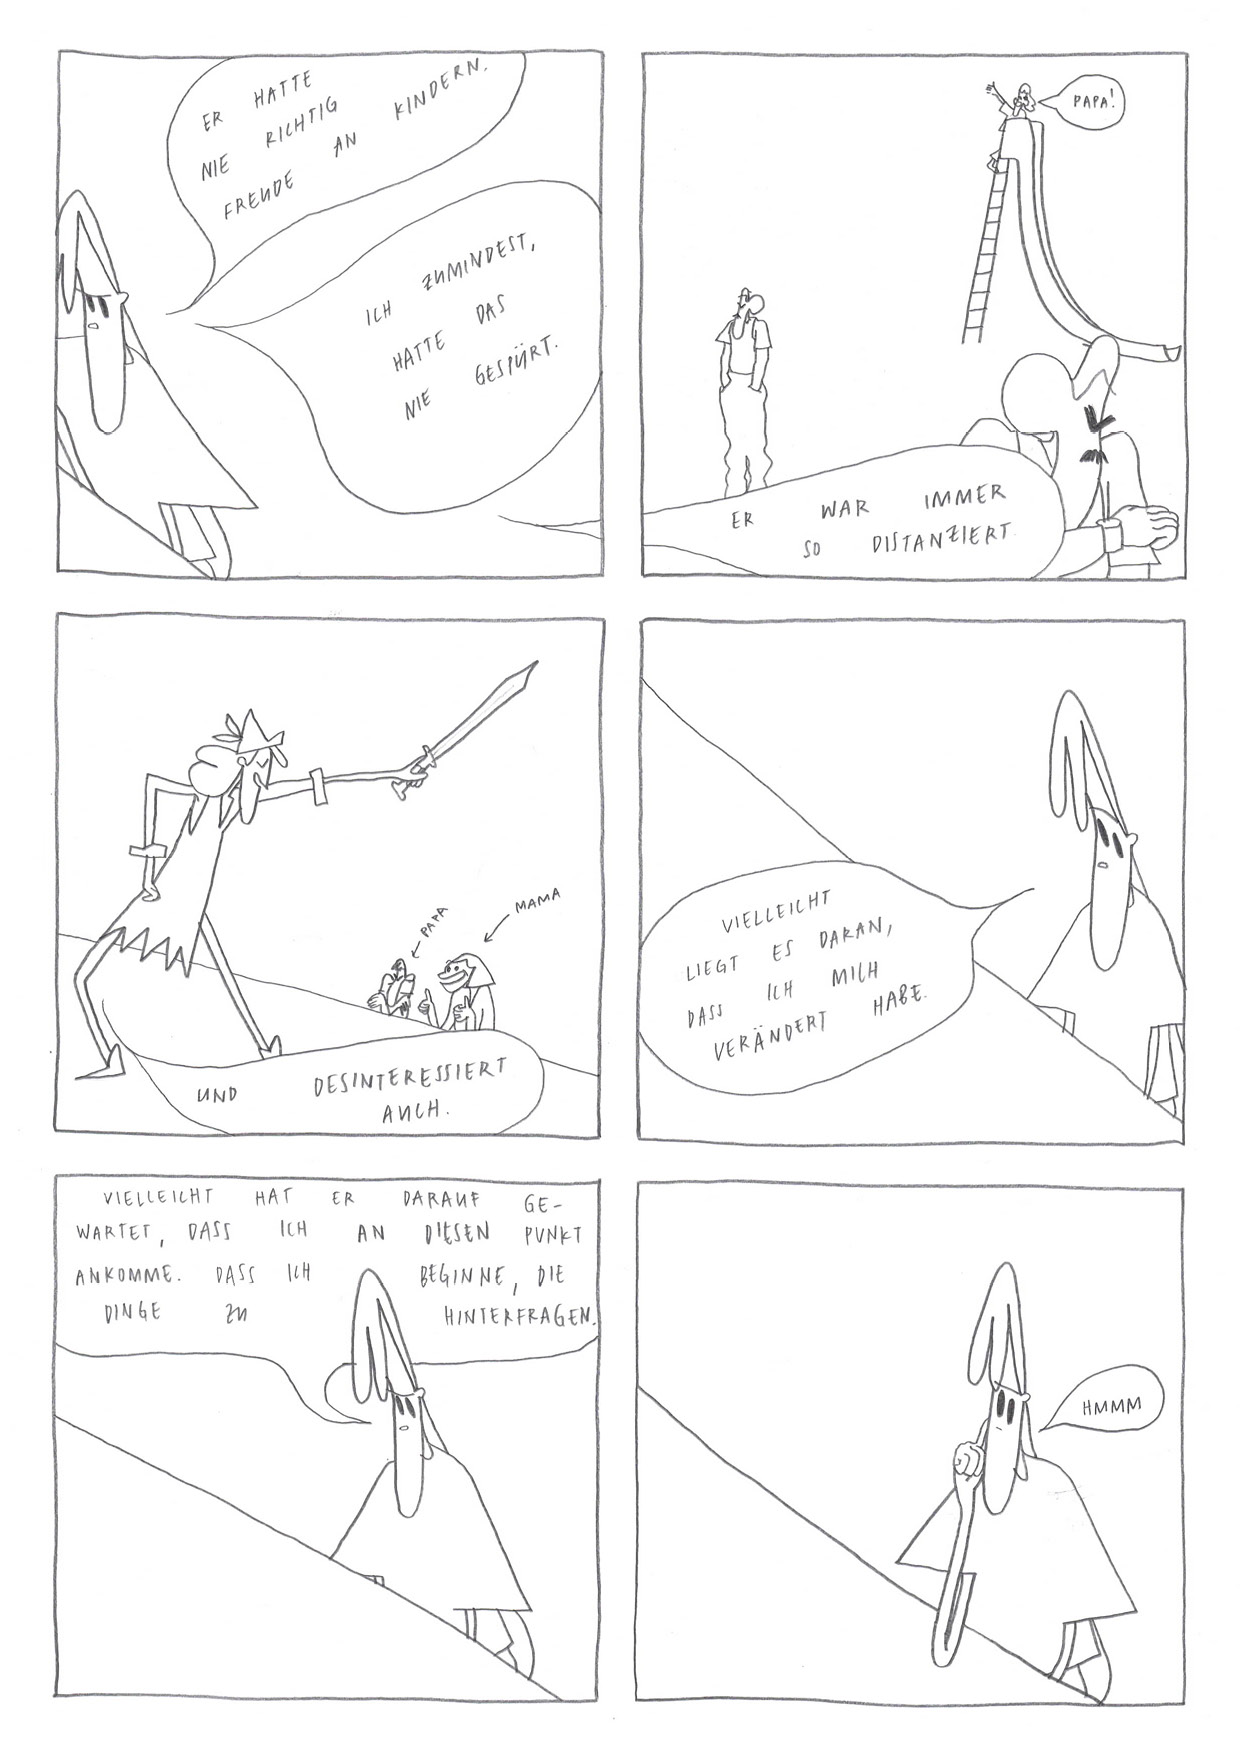 ER HATTE
NIE RICHTIG
FREUDE AN KINDERN.
ICH ZUMINDEST,
HATTE DAS
NIE GESPÜRT.
PAPA!
ER WAR IMMER
SO DISTANZIERT.
PAPA
MAMA
UND DESINTERESSIERT
AUCH.
VIELLEICHT
LIEGT ES DARAN,
DASS ICH MICH
VERÄNDERT HABE.
VIELLEICHT HAT ER DARAUF GE-
WARTET, DASS ICH AN DIESEN PUNKT
ANKOMME. DASS ICH BEGINNE, DIE
DINGE ZU HINTERFRAGEN.
HMMM